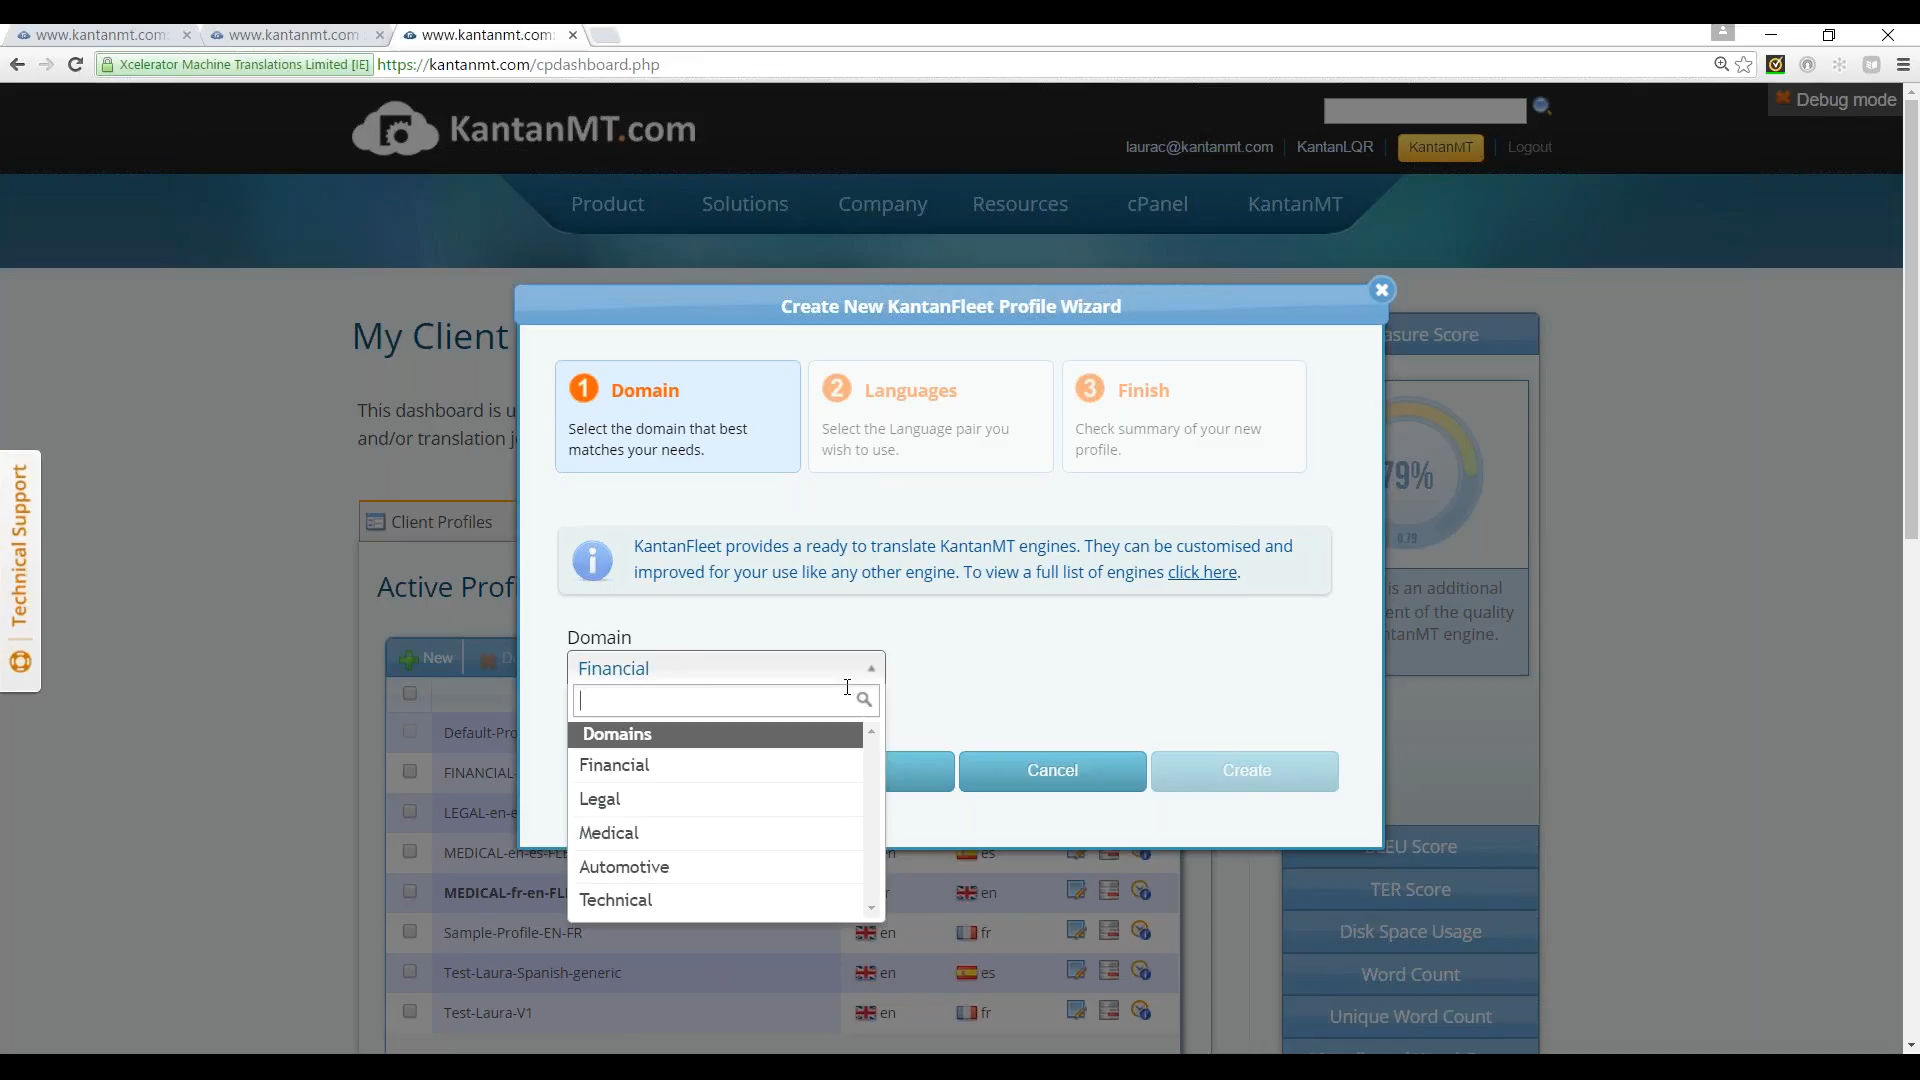 www.kantanmt.com
www.kantanmt.com
www.kantanmt.com
Xcelerator Machine Translations Limited [IE]
https://kantanmt.com/cpdashboard.php
Debug mode
KantanMT.com
laurac@kantanmt.com
KantanLQR
KantanMT
Logout
Product
Solutions
Company
Resources
cPanel
KantanMT
Create New KantanFleet Profile Wizard
My Client
asure Score
1 Domain
Select the domain that best
matches your needs.
2 Languages
Select the Language pair you
wish to use.
3 Finish
Check summary of your new
profile.
This dashboard is u
and/or translation j
79%
0.79
Technical Support
Client Profiles
KantanFleet provides a ready to translate KantanMT engines. They can be customised and
improved for your use like any other engine. To view a full list of engines click here.
Active Prof
is an additional
ent of the quality
ntanMT engine.
Domain
Financial
New
Domains
Financial
Legal
Medical
Automotive
Technical
Cancel
Create
Default-Pro
FINANCIAL-
LEGAL-en-e
MEDICAL-en-es-FLE
en
es
MEDICAL-fr-en-FL
r
en
Sample-Profile-EN-FR
en
fr
Test-Laura-Spanish-generic
en
es
Test-Laura-V1
en
fr
BLEU Score
TER Score
Disk Space Usage
Word Count
Unique Word Count